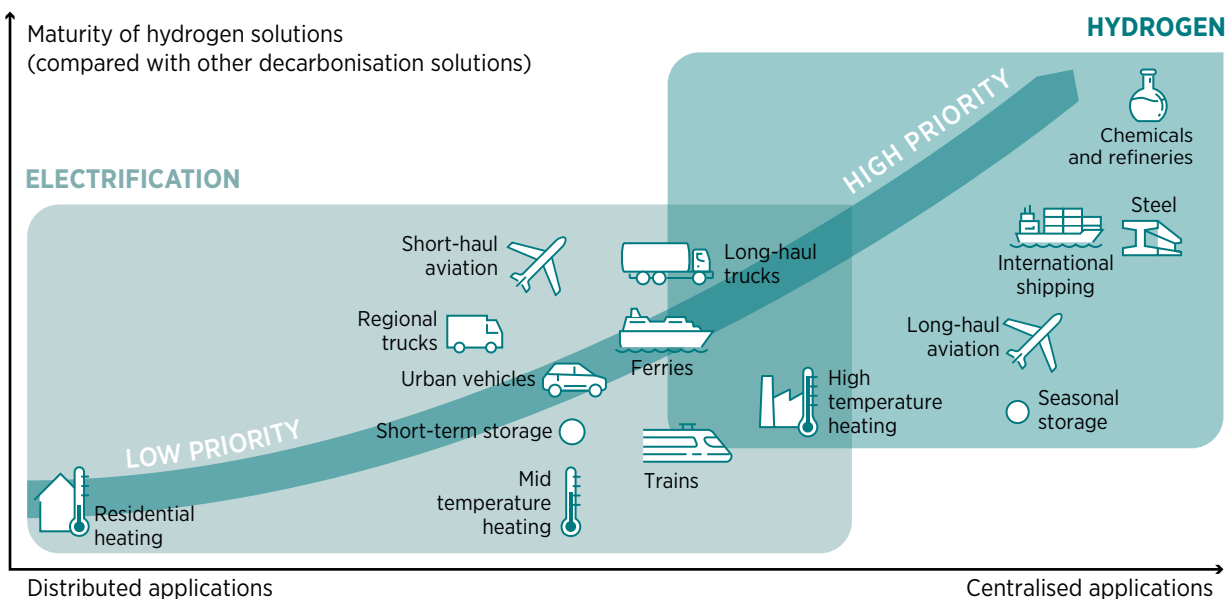 Maturity of hydrogen solutions
(compared with other decarbonisation solutions)
HYDROGEN
HIGH PRIORITY
Chemicals
and refineries
ELECTRIFICATION
Steel
Short-haul
aviation
Long-haul
trucks
International
shipping
Regional
trucks
Long-haul
aviation
Urban vehicles
Ferries
High
temperature
heating
Seasonal
storage
LOW PRIORITY
Short-term storage
Trains
Mid
temperature
heating
Residential
heating
Distributed applications
Centralised applications